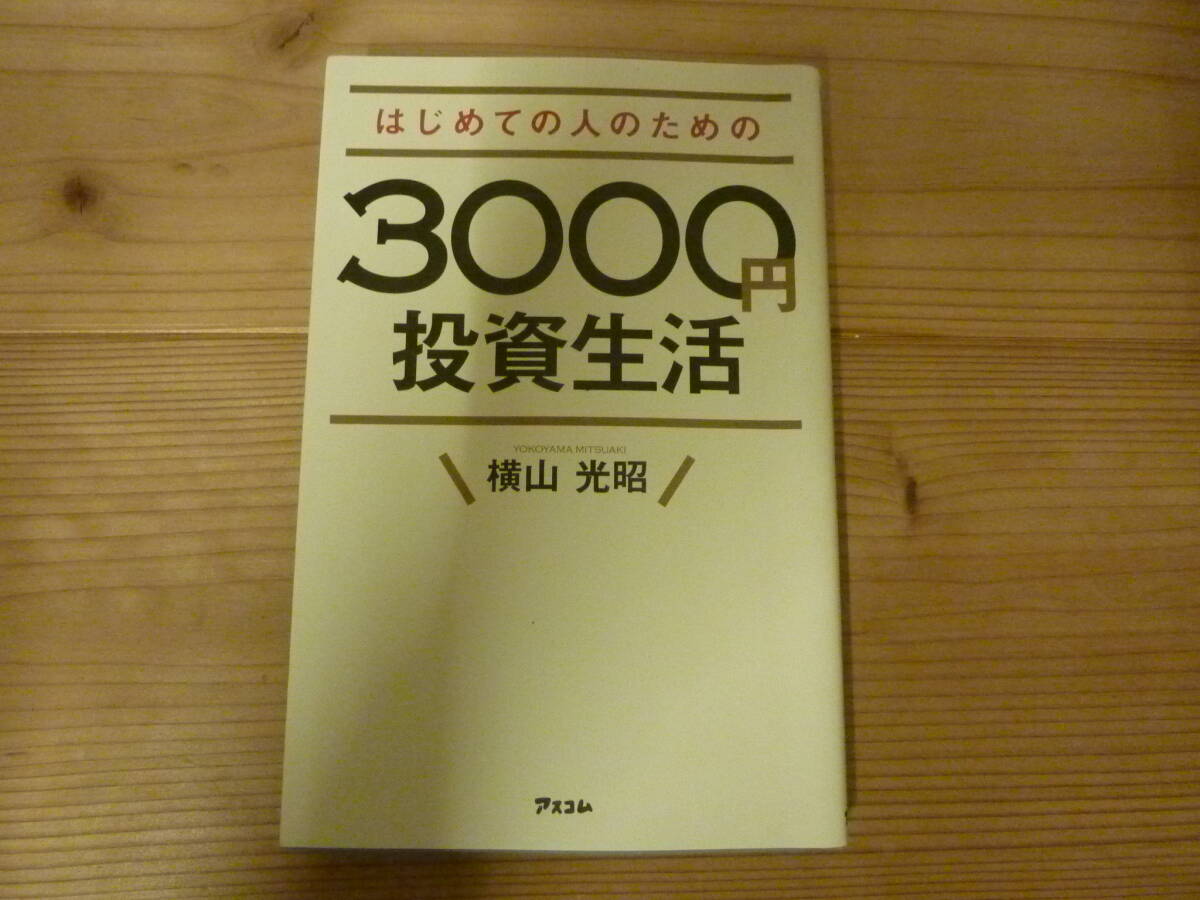 はじめての人のための
3000円
投資生活
YOKOYAMA MITSUAKI
横山 光昭
アスコム